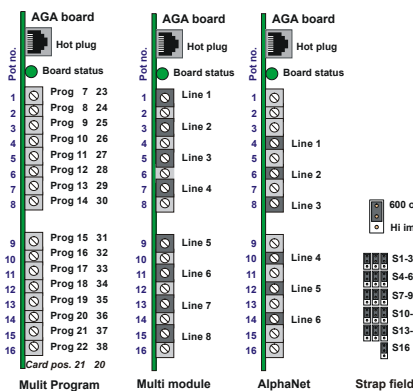 AGA board
Hot plug
Board status
Pot no.
1 Prog 7 23
2 Prog 8 24
3 Prog 9 25
4 Prog 10 26
5 Prog 11 27
6 Prog 12 28
7 Prog 13 29
8 Prog 14 30
9 Prog 15 31
10 Prog 16 32
11 Prog 17 33
12 Prog 18 34
13 Prog 19 35
14 Prog 20 36
15 Prog 21 37
16 Prog 22 38
Card pos. 21 20
Mulit Program
AGA board
Hot plug
Board status
Pot no.
1 Line 1
2
3 Line 2
4
5 Line 3
6
7 Line 4
8
9 Line 5
10
11 Line 6
12
13 Line 7
14
15 Line 8
16
Multi module
AGA board
Hot plug
Board status
Pot no.
1
2
3
4 Line 1
5
6 Line 2
7
8 Line 3
9
10 Line 4
11
12 Line 5
13
14 Line 6
15
16
AlphaNet
600 o
Hi im
S1-3
S4-6
S7-9
S10-
S13-
S16
Strap field